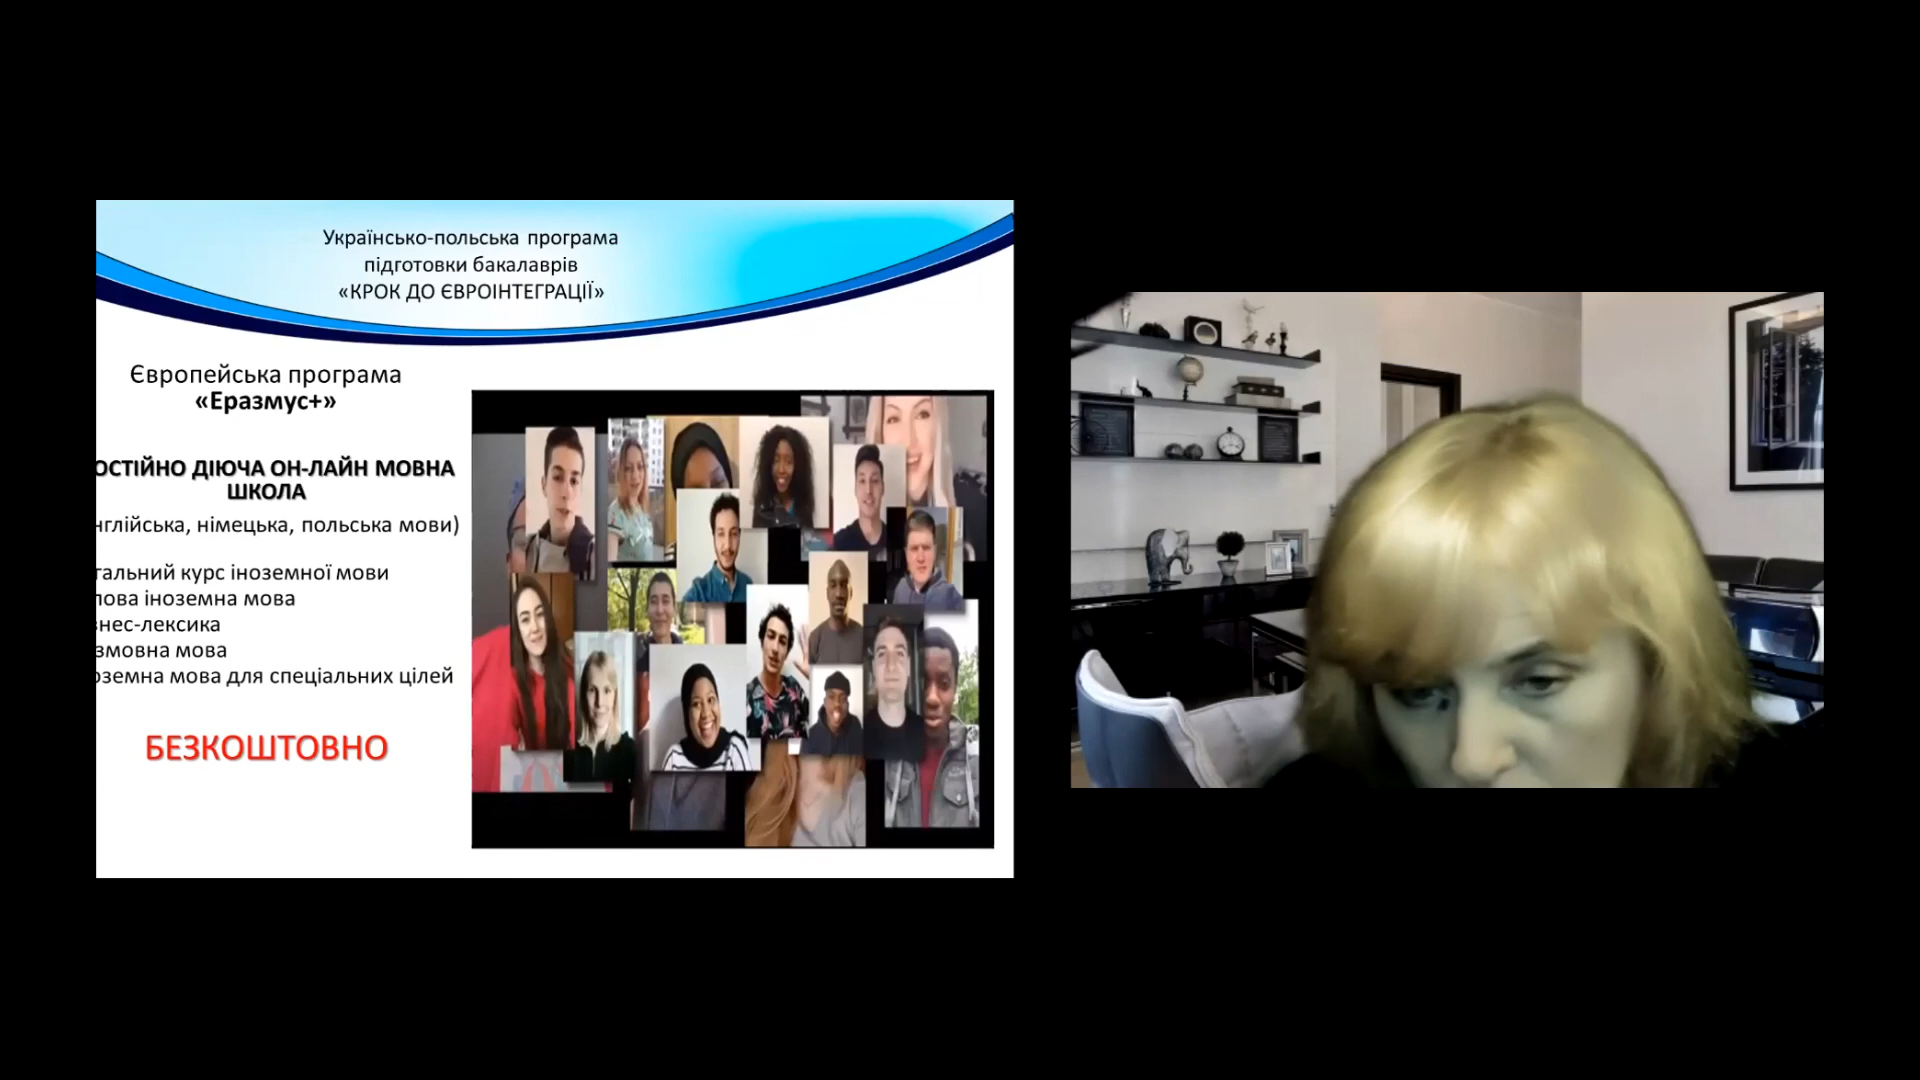 Українсько-польська програма
підготовки бакалаврів
«КРОК ДО ЄВРОІНТЕГРАЦІЇ»
Європейська програма
«Еразмус+»
ОСТІЙНО ДІЮЧА ОН-ЛАЙН МОВНА
ШКОЛА
нглійська, німецька, польська мови)
гальний курс іноземної мови
лова іноземна мова
знес-лексика
змовна мова
оземна мова для спеціальних цілей
БЕЗКОШТОВНО